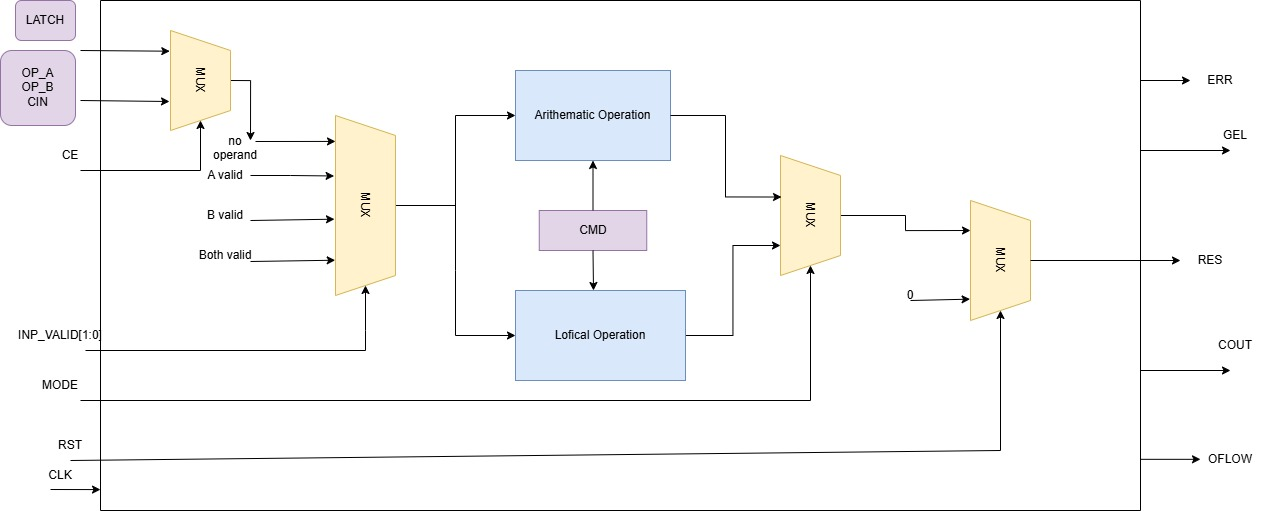 LATCH
OP_A
OP_B
CIN
MUX
CE
no
operand
A valid
B valid
Both valid
MUX
INP_VALID[1:0]
MODE
RST
CLK
Arithematic Operation
CMD
Lofical Operation
MUX
0
MUX
ERR
GEL
RES
COUT
OFLOW